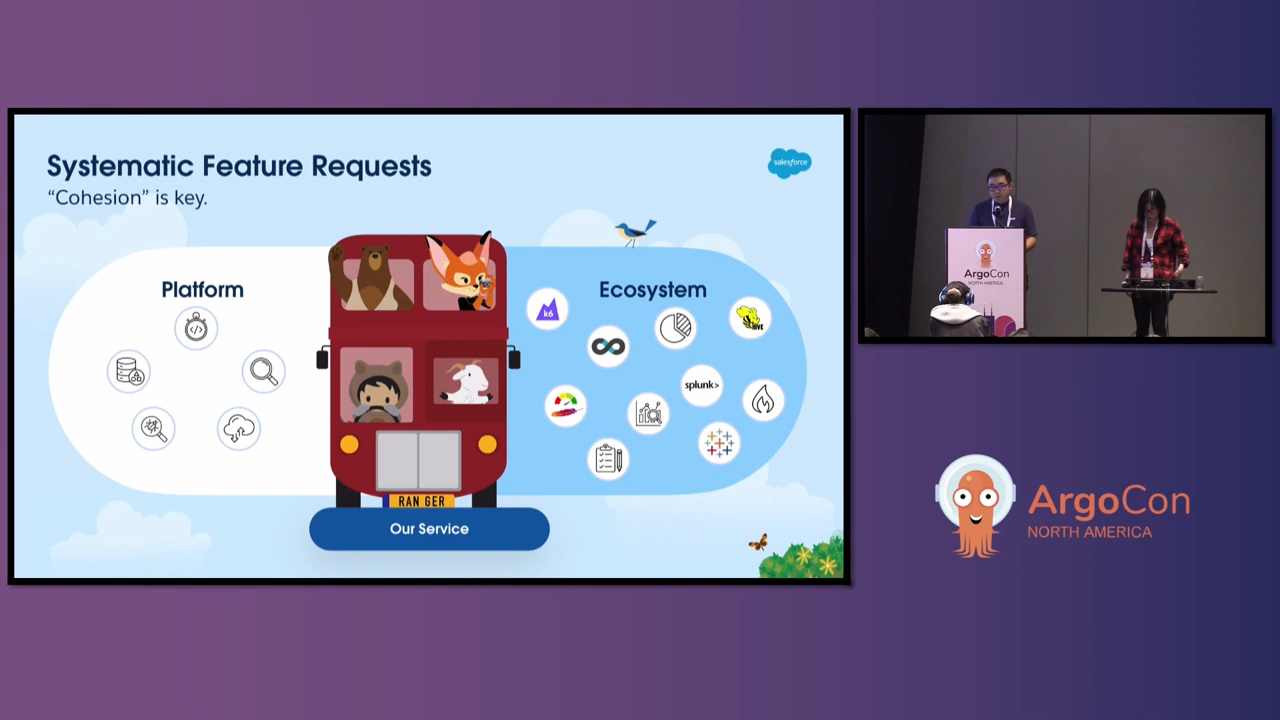 Systematic Feature Requests
“Cohesion” is key.
salesforce
Platform
Ecosystem
k6
HIVE
splunk>
RAN GER
Our Service
ArgoCon
NORTH AMERICA
ArgoCon
NORTH AMERICA